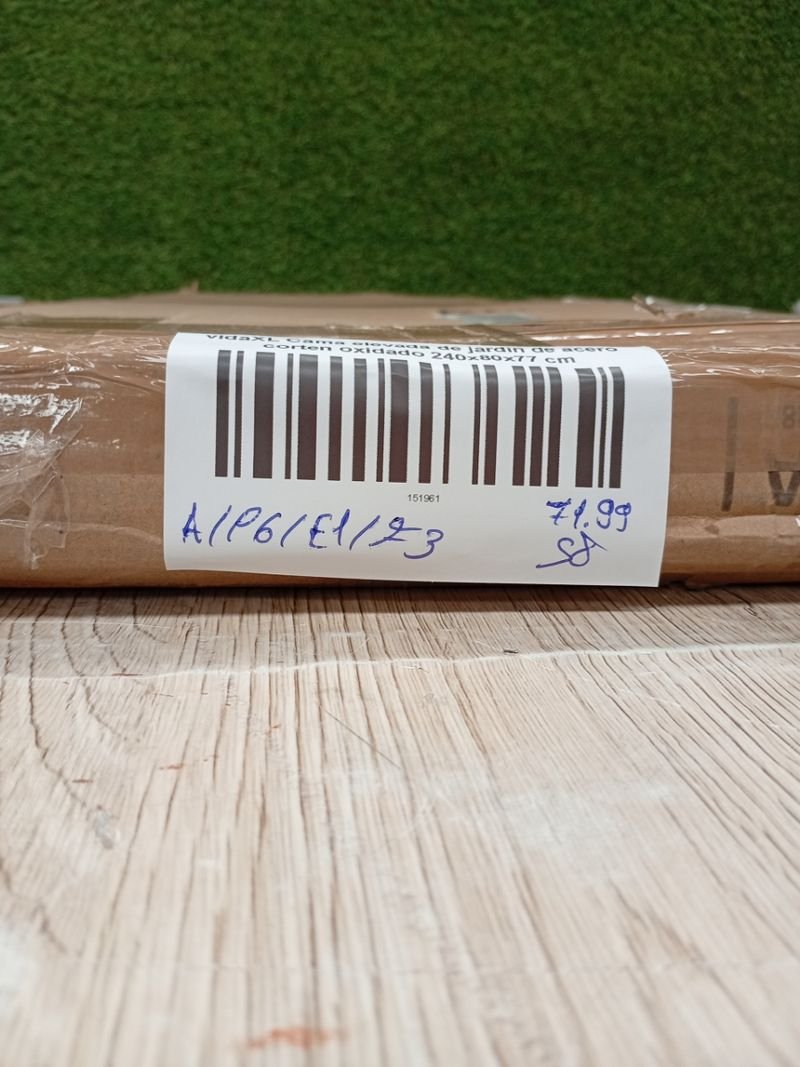 vidaXL Cama elevada de jardín de acero
corten oxidado 240x80x77 cm
151961
A/P6/E1/Z3
71.99